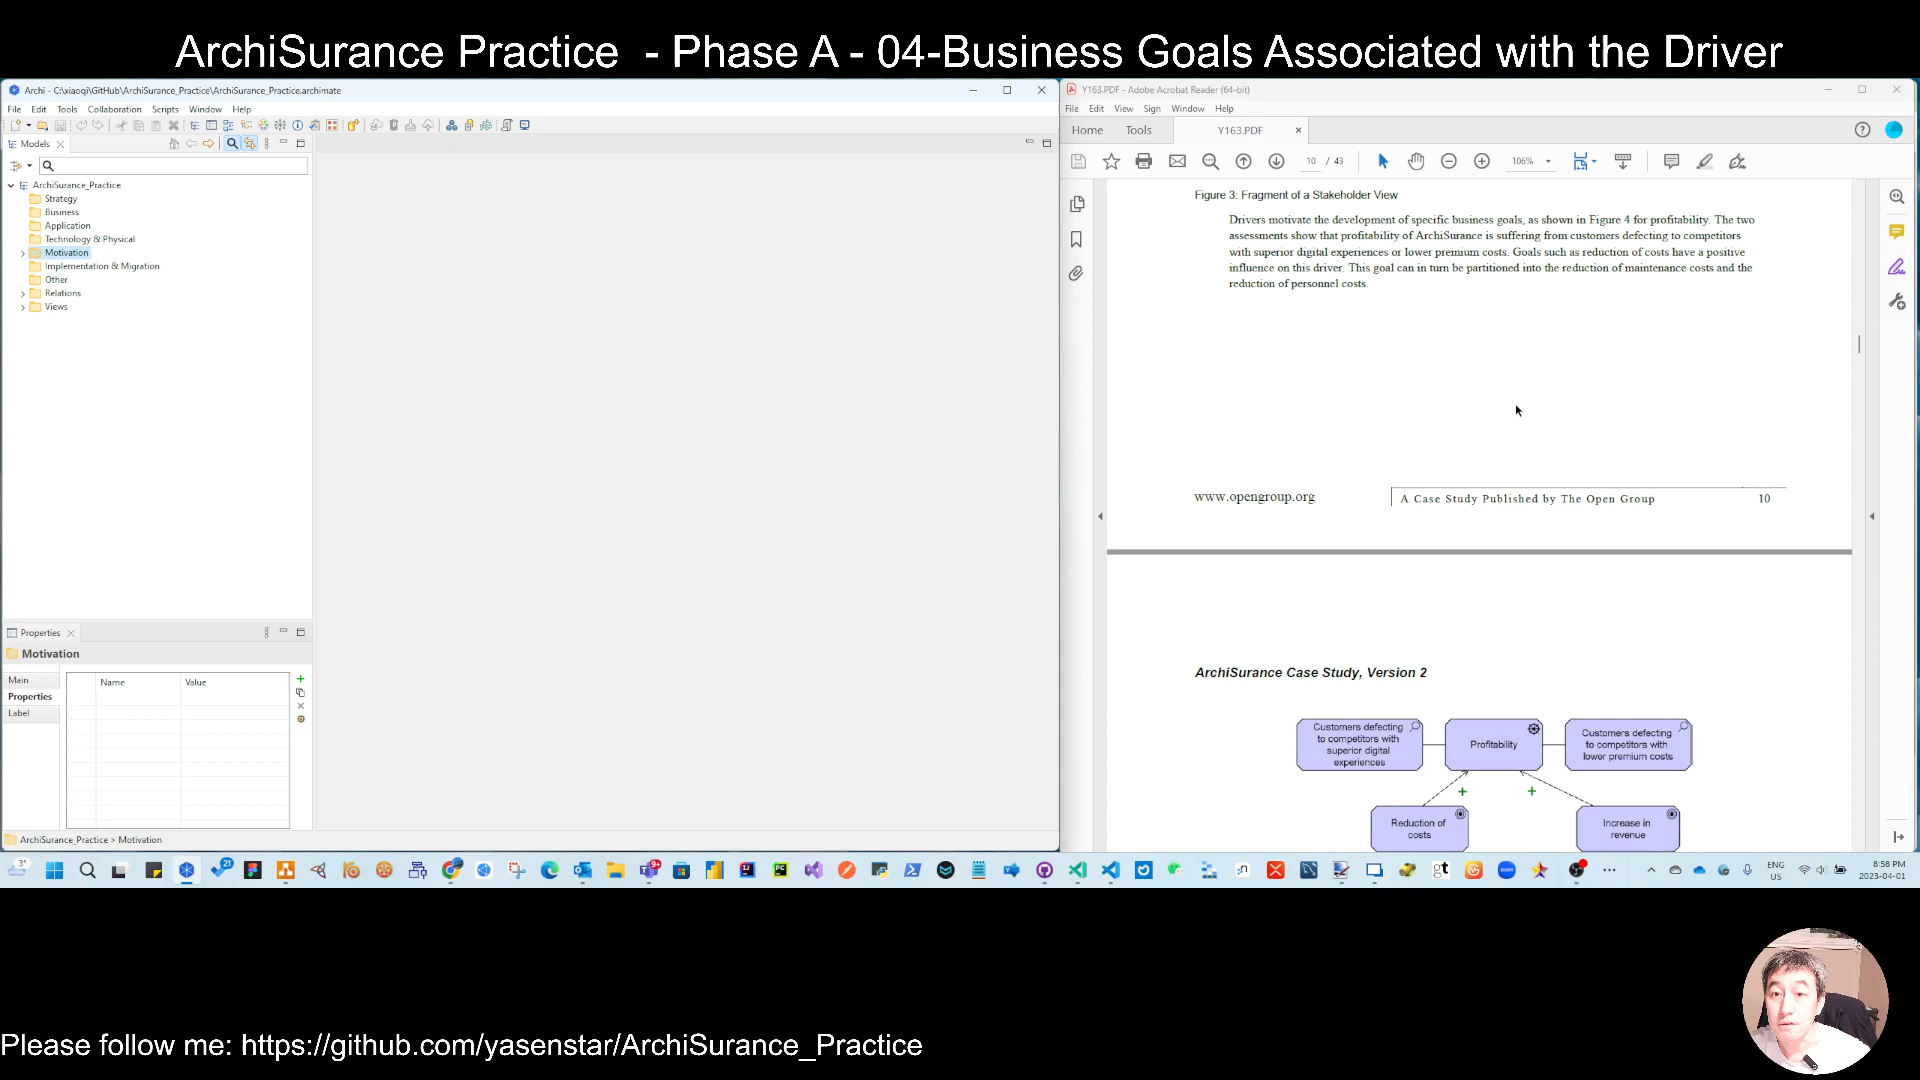 ArchiSurance Practice - Phase A - 04-Business Goals Associated with the Driver
Archi - C:\xiaoqi\GitHub\ArchiSurance_Practice\ArchiSurance_Practice.archimate
File Edit Tools Collaboration Scripts Window Help
Models
ArchiSurance_Practice
Strategy
Business
Application
Technology & Physical
Motivation
Implementation & Migration
Other
Relations
Views
Properties
Motivation
Main
Properties
Label
Name Value
ArchiSurance_Practice > Motivation
Y163.PDF - Adobe Acrobat Reader (64-bit)
File Edit View Sign Window Help
Home Tools Y163.PDF
10 / 43
106%
Figure 3: Fragment of a Stakeholder View
Drivers motivate the development of specific business goals, as shown in Figure 4 for profitability. The two
assessments show that profitability of ArchiSurance is suffering from customers defecting to competitors
with superior digital experiences or lower premium costs. Goals such as reduction of costs have a positive
influence on this driver. This goal can in turn be partitioned into the reduction of maintenance costs and the
reduction of personnel costs.
www.opengroup.org
A Case Study Published by The Open Group 10
ArchiSurance Case Study, Version 2
Customers defecting
to competitors with
superior digital
experiences
Profitability
Customers defecting
to competitors with
lower premium costs
+ +
Reduction of
costs
Increase in
revenue
3°
21
9+
gt
zoom
ENG
US
8:58 PM
2023-04-01
Please follow me: https://github.com/yasenstar/ArchiSurance_Practice